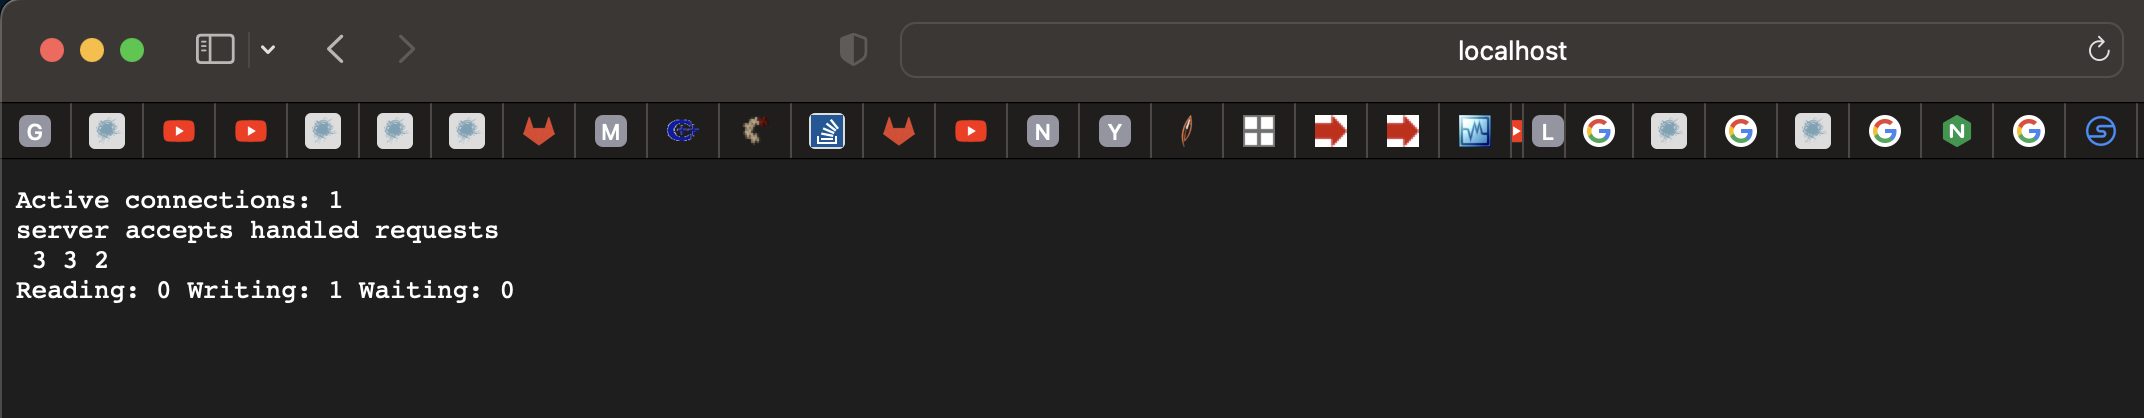 localhost
G M N Y L N
Active connections: 1
server accepts handled requests
3 3 2
Reading: 0 Writing: 1 Waiting: 0